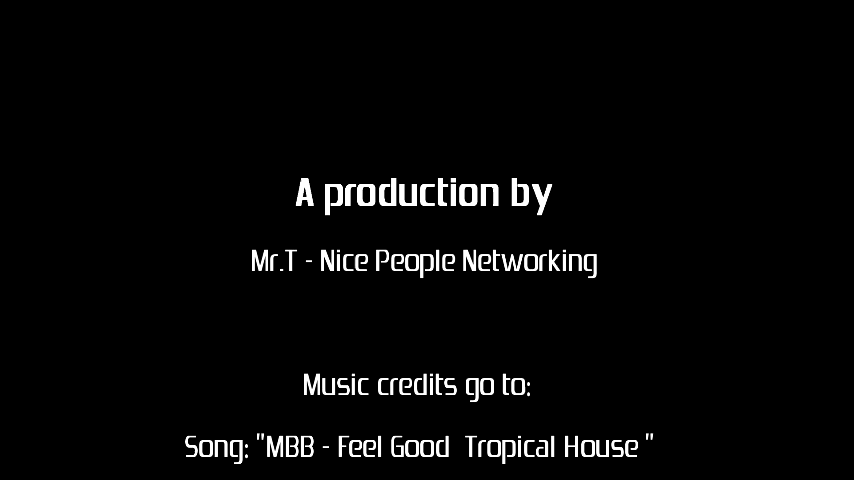 A production by
Mr.T - Nice People Networking
Music credits go to:
Song: "MBB - Feel Good  Tropical House "